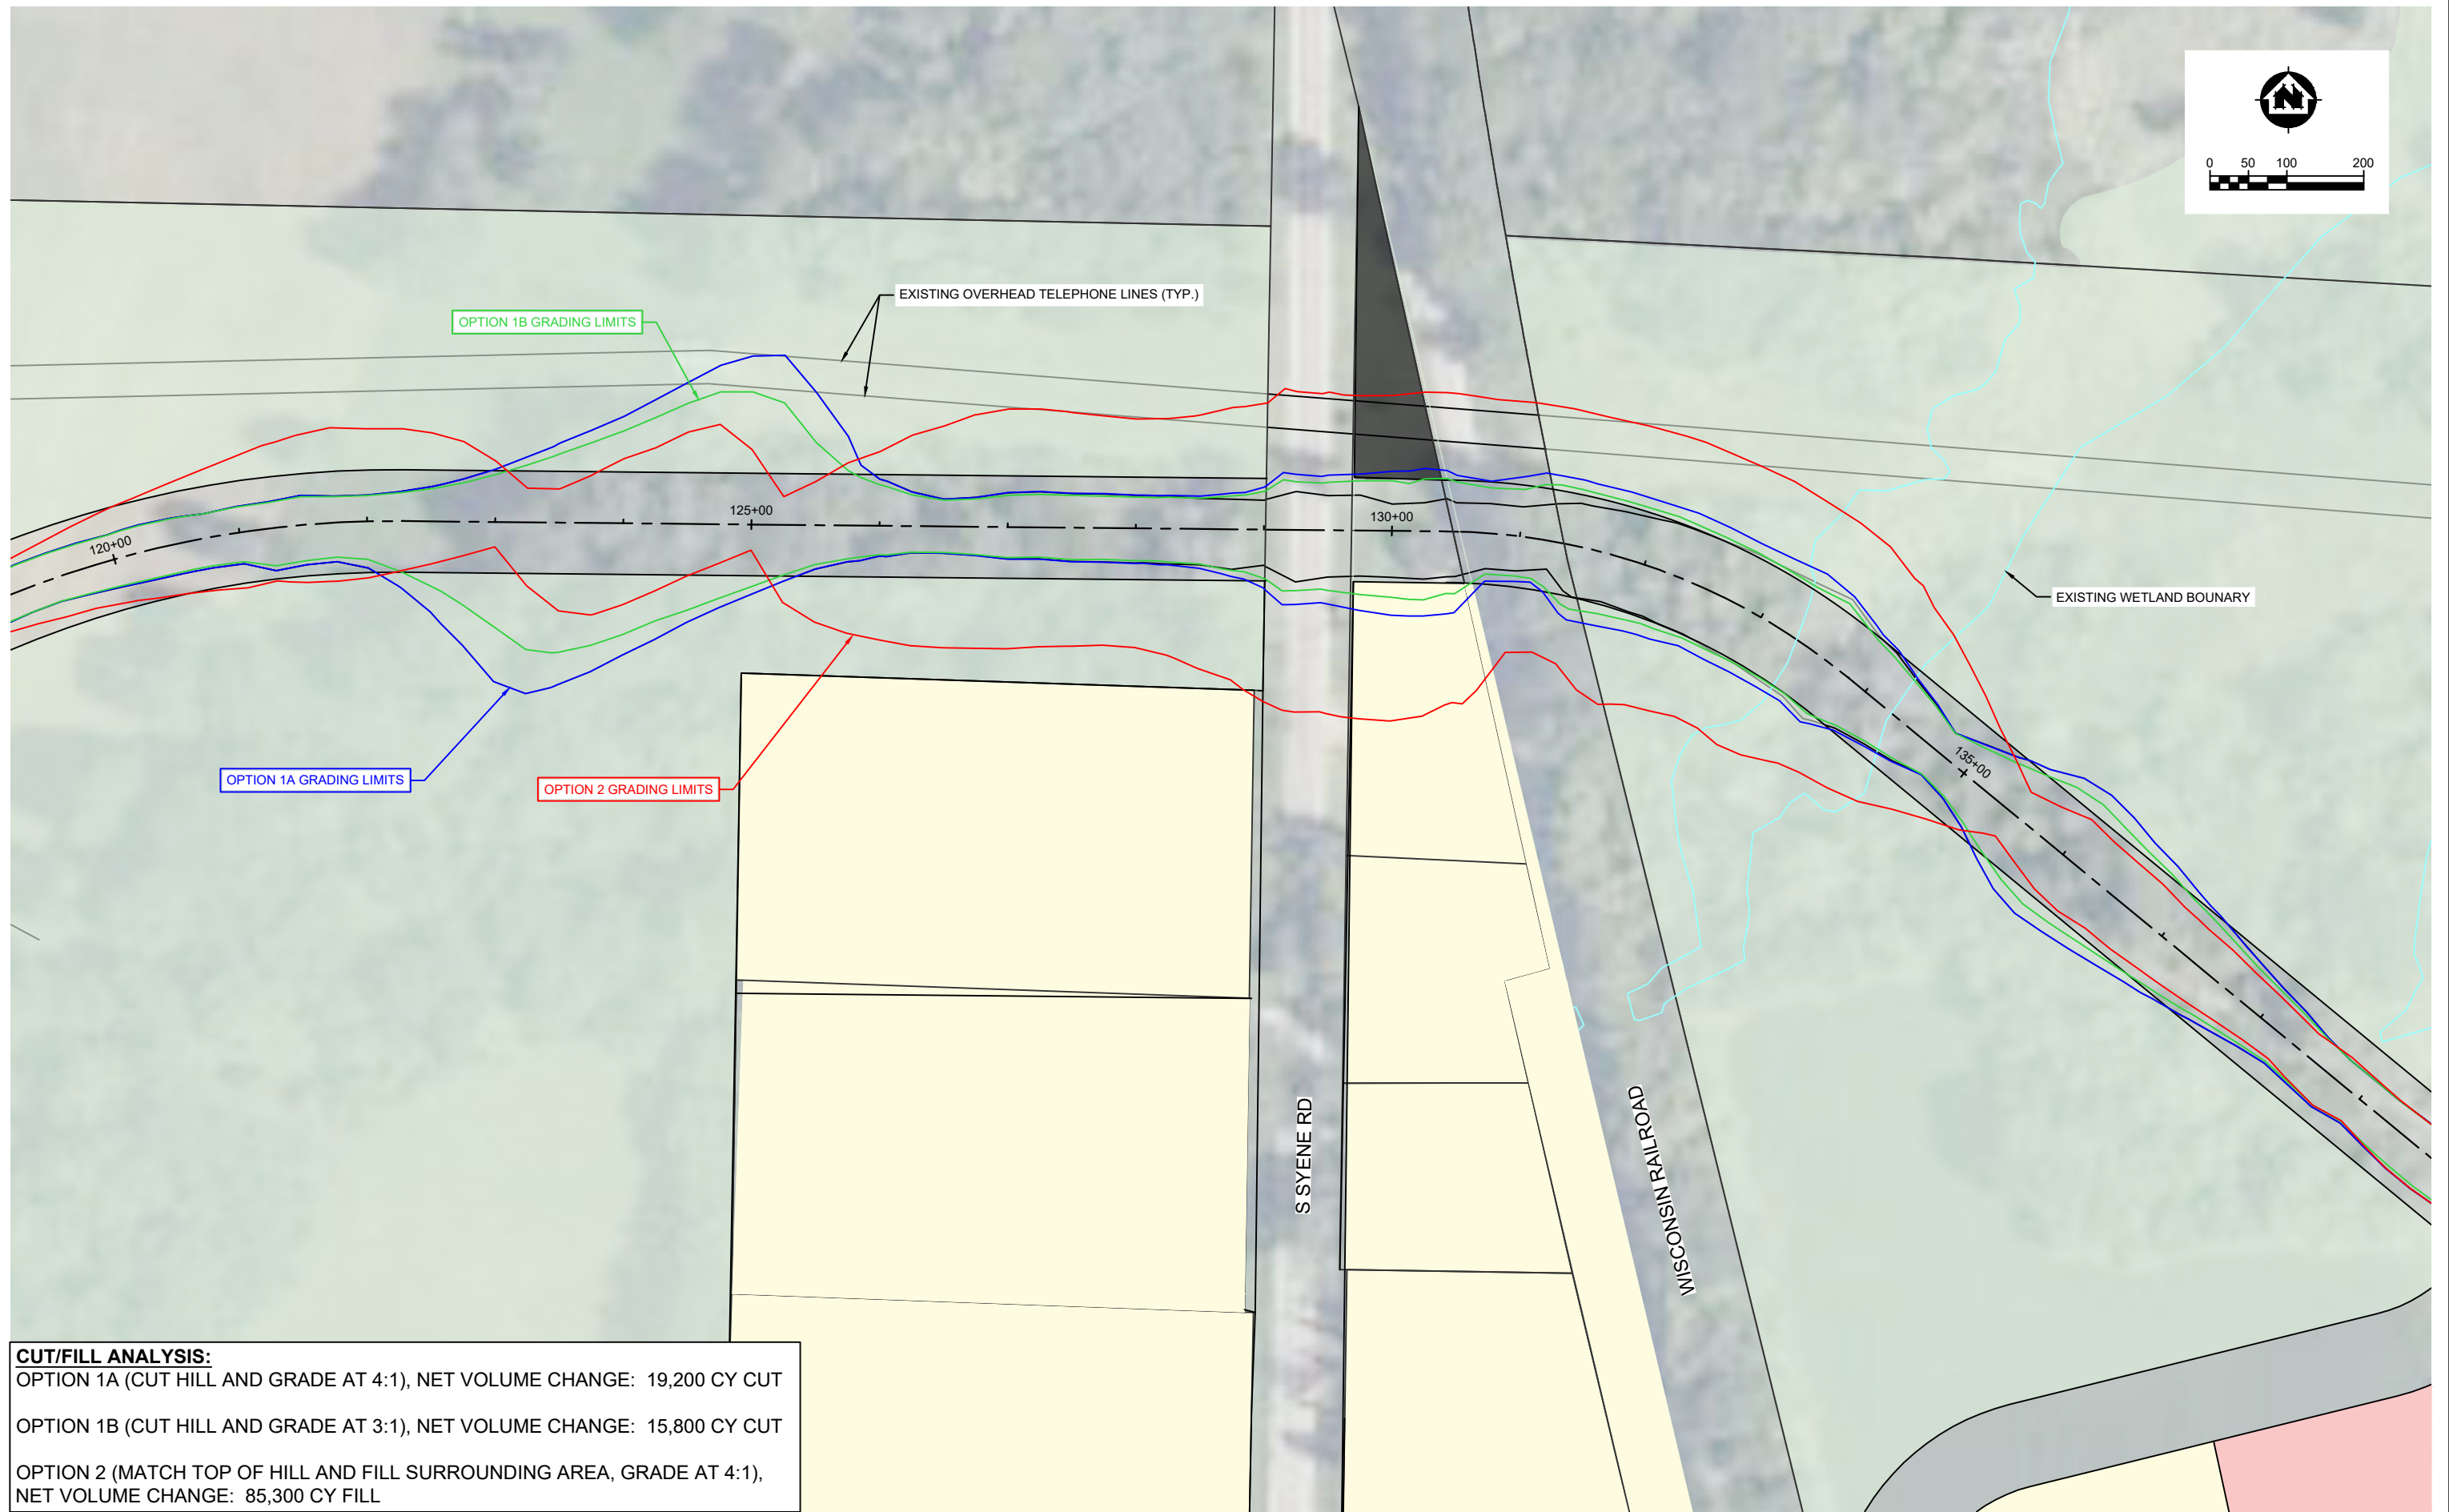 N
0 50 100 200
EXISTING OVERHEAD TELEPHONE LINES (TYP.)
OPTION 1B GRADING LIMITS
125+00
130+00
120+00
EXISTING WETLAND BOUNARY
135+00
OPTION 1A GRADING LIMITS
OPTION 2 GRADING LIMITS
S SYENE RD
WISCCONSIN RAILROAD
CUT/FILL ANALYSIS:
OPTION 1A (CUT HILL AND GRADE AT 4:1), NET VOLUME CHANGE: 19,200 CY CUT
OPTION 1B (CUT HILL AND GRADE AT 3:1), NET VOLUME CHANGE: 15,800 CY CUT
OPTION 2 (MATCH TOP OF HILL AND FILL SURROUNDING AREA, GRADE AT 4:1),
NET VOLUME CHANGE: 85,300 CY FILL